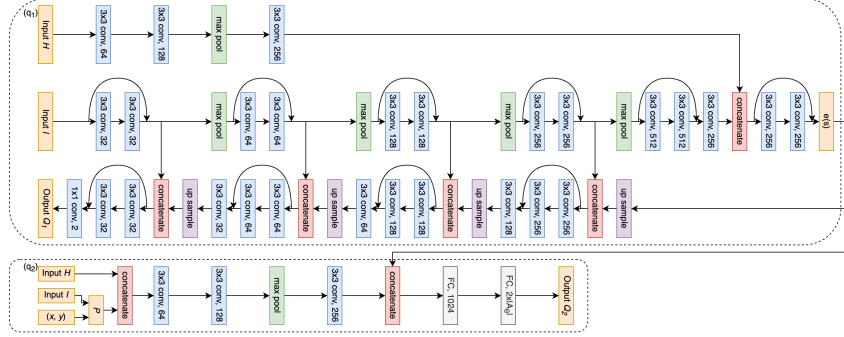 (q₁)
Input H
3x3 conv, 64
3x3 conv, 128
max pool
3x3 conv, 256
Input I
3x3 conv, 32
3x3 conv, 32
max pool
3x3 conv, 64
3x3 conv, 64
max pool
3x3 conv, 128
3x3 conv, 128
max pool
3x3 conv, 256
3x3 conv, 256
max pool
3x3 conv, 512
3x3 conv, 512
3x3 conv, 256
concatenate
3x3 conv, 256
3x3 conv, 256
e(s)
Output Q₁
1x1 conv, 2
3x3 conv, 32
3x3 conv, 32
concatenate
up sample
3x3 conv, 32
3x3 conv, 64
3x3 conv, 64
concatenate
up sample
3x3 conv, 64
3x3 conv, 128
3x3 conv, 128
concatenate
up sample
3x3 conv, 128
3x3 conv, 256
3x3 conv, 256
concatenate
up sample
(q₂)
Input H
Input I
(x, y)
P
concatenate
3x3 conv, 64
3x3 conv, 128
max pool
3x3 conv, 256
concatenate
FC, 1024
FC, 2x|A_θ|
Output Q₂